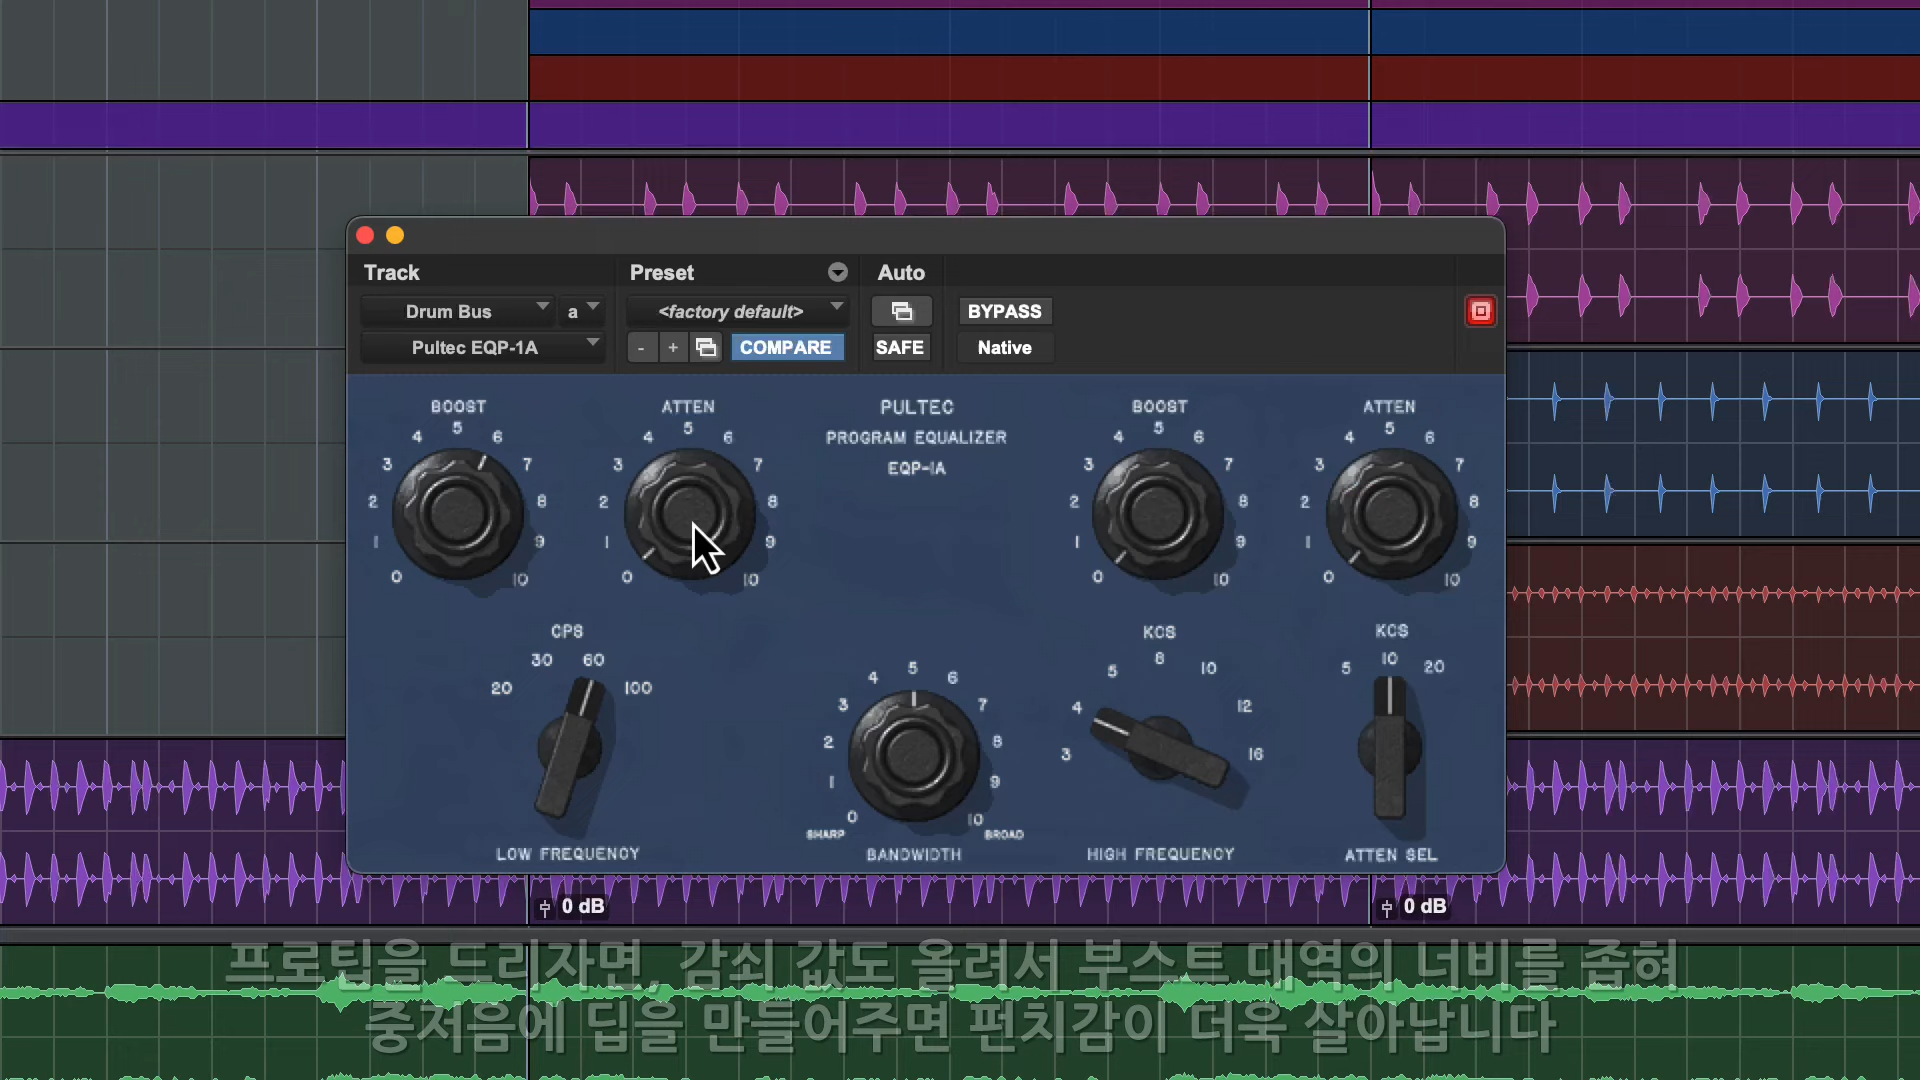 Track
Preset
Auto
Drum Bus
a
<factory default>
BYPASS
Pultec EQP-1A
-
+
COMPARE
SAFE
Native
BOOST
0 1 2 3 4 5 6 7 8 9 10
ATTEN
0 1 2 3 4 5 6 7 8 9 10
PULTEC
PROGRAM EQUALIZER
EQP-1A
BOOST
0 1 2 3 4 5 6 7 8 9 10
ATTEN
0 1 2 3 4 5 6 7 8 9 10
CPS
20 30 60 100
LOW FREQUENCY
0 1 2 3 4 5 6 7 8 9 10
SHARP
BROAD
BANDWIDTH
KCS
3 4 5 8 10 12 16
HIGH FREQUENCY
KCS
5 10 20
ATTEN SEL
0 dB
0 dB
프로팁을 드리자면, 감쇠 값도 올려서 부스트 대역의 너비를 좁혀
중저음에 딥을 만들어주면 펀치감이 더욱 살아납니다